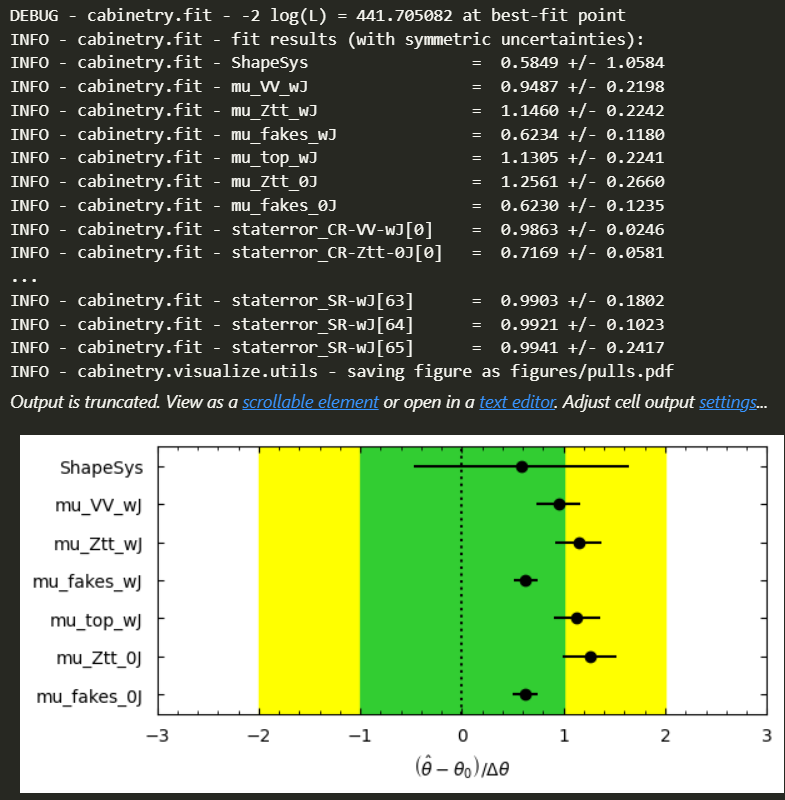 DEBUG - cabinetry.fit - -2 log(L) = 441.705082 at best-fit point
INFO - cabinetry.fit - fit results (with symmetric uncertainties):
INFO - cabinetry.fit - ShapeSys = 0.5849 +/- 1.0584
INFO - cabinetry.fit - mu_VV_wJ = 0.9487 +/- 0.2198
INFO - cabinetry.fit - mu_Ztt_wJ = 1.1460 +/- 0.2242
INFO - cabinetry.fit - mu_fakes_wJ = 0.6234 +/- 0.1180
INFO - cabinetry.fit - mu_top_wJ = 1.1305 +/- 0.2241
INFO - cabinetry.fit - mu_Ztt_0J = 1.2561 +/- 0.2660
INFO - cabinetry.fit - mu_fakes_0J = 0.6230 +/- 0.1235
INFO - cabinetry.fit - staterror_CR-VV-wJ[0] = 0.9863 +/- 0.0246
INFO - cabinetry.fit - staterror_CR-Ztt-0J[0] = 0.7169 +/- 0.0581
...
INFO - cabinetry.fit - staterror_SR-wJ[63] = 0.9903 +/- 0.1802
INFO - cabinetry.fit - staterror_SR-wJ[64] = 0.9921 +/- 0.1023
INFO - cabinetry.fit - staterror_SR-wJ[65] = 0.9941 +/- 0.2417
INFO - cabinetry.visualize.utils - saving figure as figures/pulls.pdf
Output is truncated. View as a scrollable element or open in a text editor. Adjust cell output settings...
ShapeSys
mu_VV_wJ
mu_Ztt_wJ
mu_fakes_wJ
mu_top_wJ
mu_Ztt_0J
mu_fakes_0J
−3 −2 −1 0 1 2 3
(θ̂ − θ₀)/Δθ